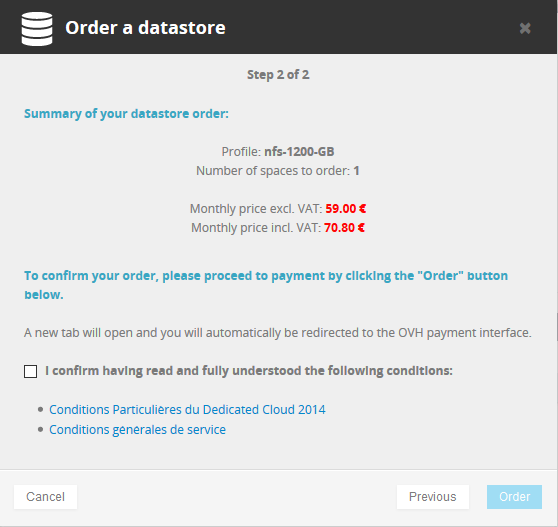 Order a datastore
Step 2 of 2
Summary of your datastore order:
Profile: nfs-1200-GB
Number of spaces to order: 1
Monthly price excl. VAT: 59.00 €
Monthly price incl. VAT: 70.80 €
To confirm your order, please proceed to payment by clicking the "Order" button
below.
A new tab will open and you will automatically be redirected to the OVH payment interface.
I confirm having read and fully understood the following conditions:
Conditions Particulières du Dedicated Cloud 2014
Conditions générales de service
Cancel
Previous
Order